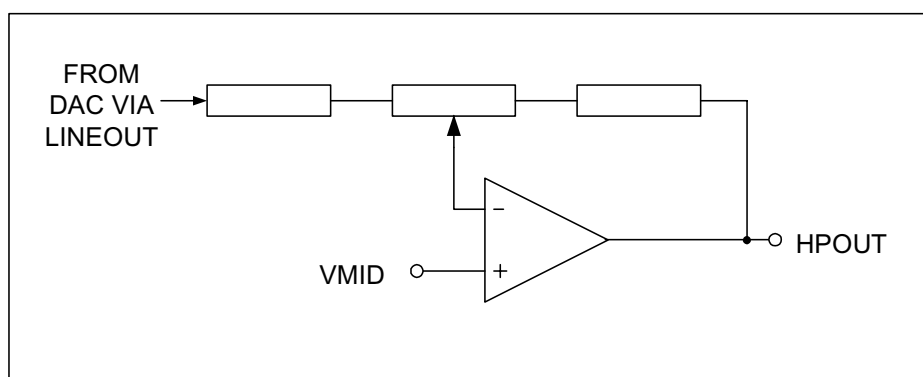 FROM
DAC VIA
LINEOUT
−
+
VMID
HPOUT